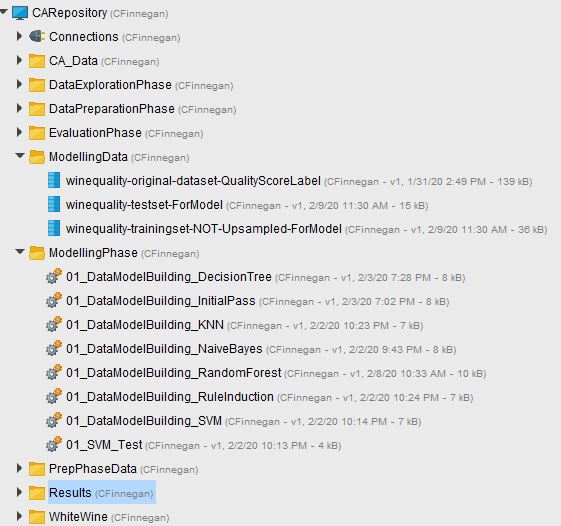 CARepository (CFinnegan)
Connections (CFinnegan)
CA_Data (CFinnegan)
DataExplorationPhase (CFinnegan)
DataPreparationPhase (CFinnegan)
EvaluationPhase (CFinnegan)
ModellingData (CFinnegan)
winequality-original-dataset-QualityScoreLabel (CFinnegan - v1, 1/31/20 2:49 PM - 139 kB)
winequality-testset-ForModel (CFinnegan - v1, 2/9/20 11:30 AM - 15 kB)
winequality-trainingset-NOT-Upsampled-ForModel (CFinnegan - v1, 2/9/20 11:30 AM - 36 kB)
ModellingPhase (CFinnegan)
01_DataModelBuilding_DecisionTree (CFinnegan - v1, 2/3/20 7:28 PM - 8 kB)
01_DataModelBuilding_InitialPass (CFinnegan - v1, 2/3/20 7:02 PM - 8 kB)
01_DataModelBuilding_KNN (CFinnegan - v1, 2/2/20 10:23 PM - 7 kB)
01_DataModelBuilding_NaiveBayes (CFinnegan - v1, 2/2/20 9:43 PM - 8 kB)
01_DataModelBuilding_RandomForest (CFinnegan - v1, 2/8/20 10:33 AM - 10 kB)
01_DataModelBuilding_RuleInduction (CFinnegan - v1, 2/2/20 10:24 PM - 7 kB)
01_DataModelBuilding_SVM (CFinnegan - v1, 2/2/20 10:14 PM - 7 kB)
01_SVM_Test (CFinnegan - v1, 2/2/20 10:13 PM - 4 kB)
PrepPhaseData (CFinnegan)
Results (CFinnegan)
WhiteWine (CFinnegan)